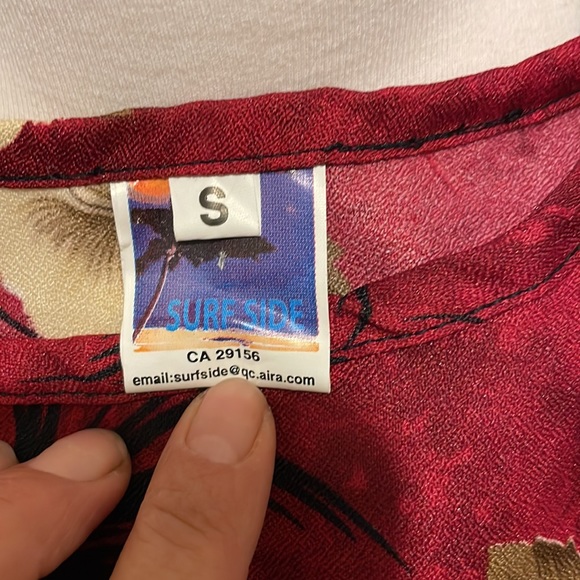 S
SURF SIDE
CA 29156
email:surfside@qc.aira.com